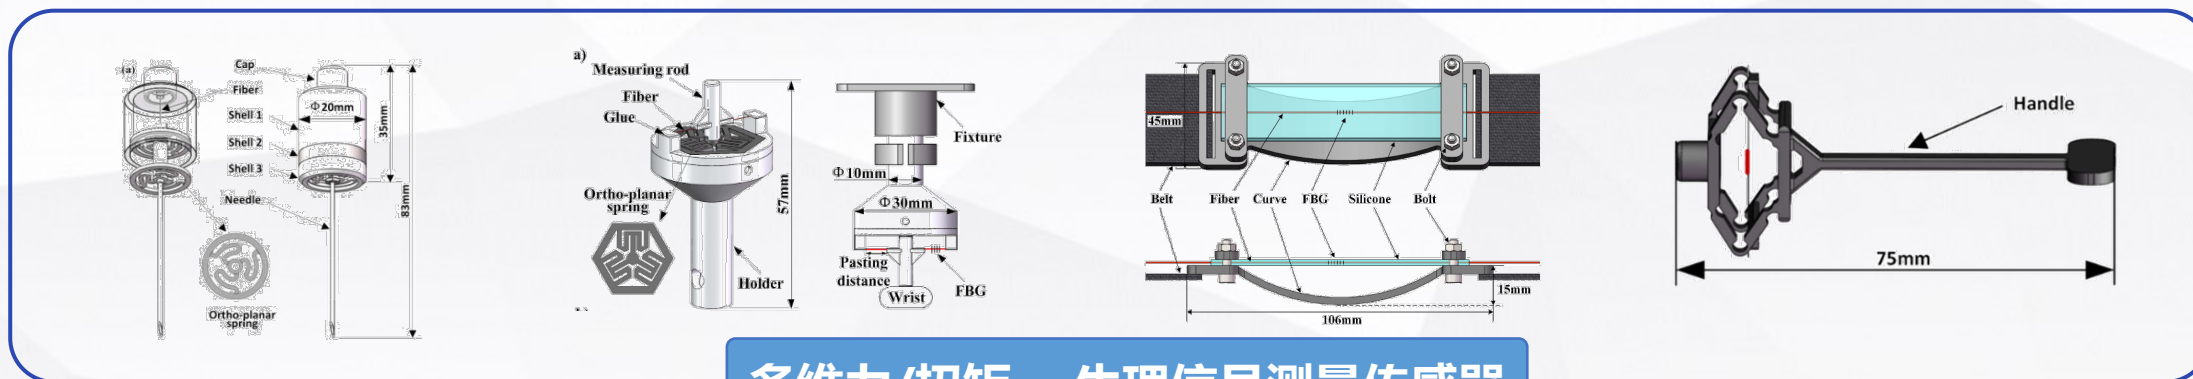 (a)
Cap
Fiber
Shell 1
Shell 2
Shell 3
Needle
Ortho-planar
spring
Φ20mm
35mm
83mm
a)
Measuring rod
Fiber
Glue
Ortho-planar
spring
57mm
Holder
Fixture
Φ10mm
Φ30mm
Pasting
distance
Wrist
FBG
45mm
Belt
Fiber
Curve
FBG
Silicone
Bolt
15mm
106mm
Handle
75mm